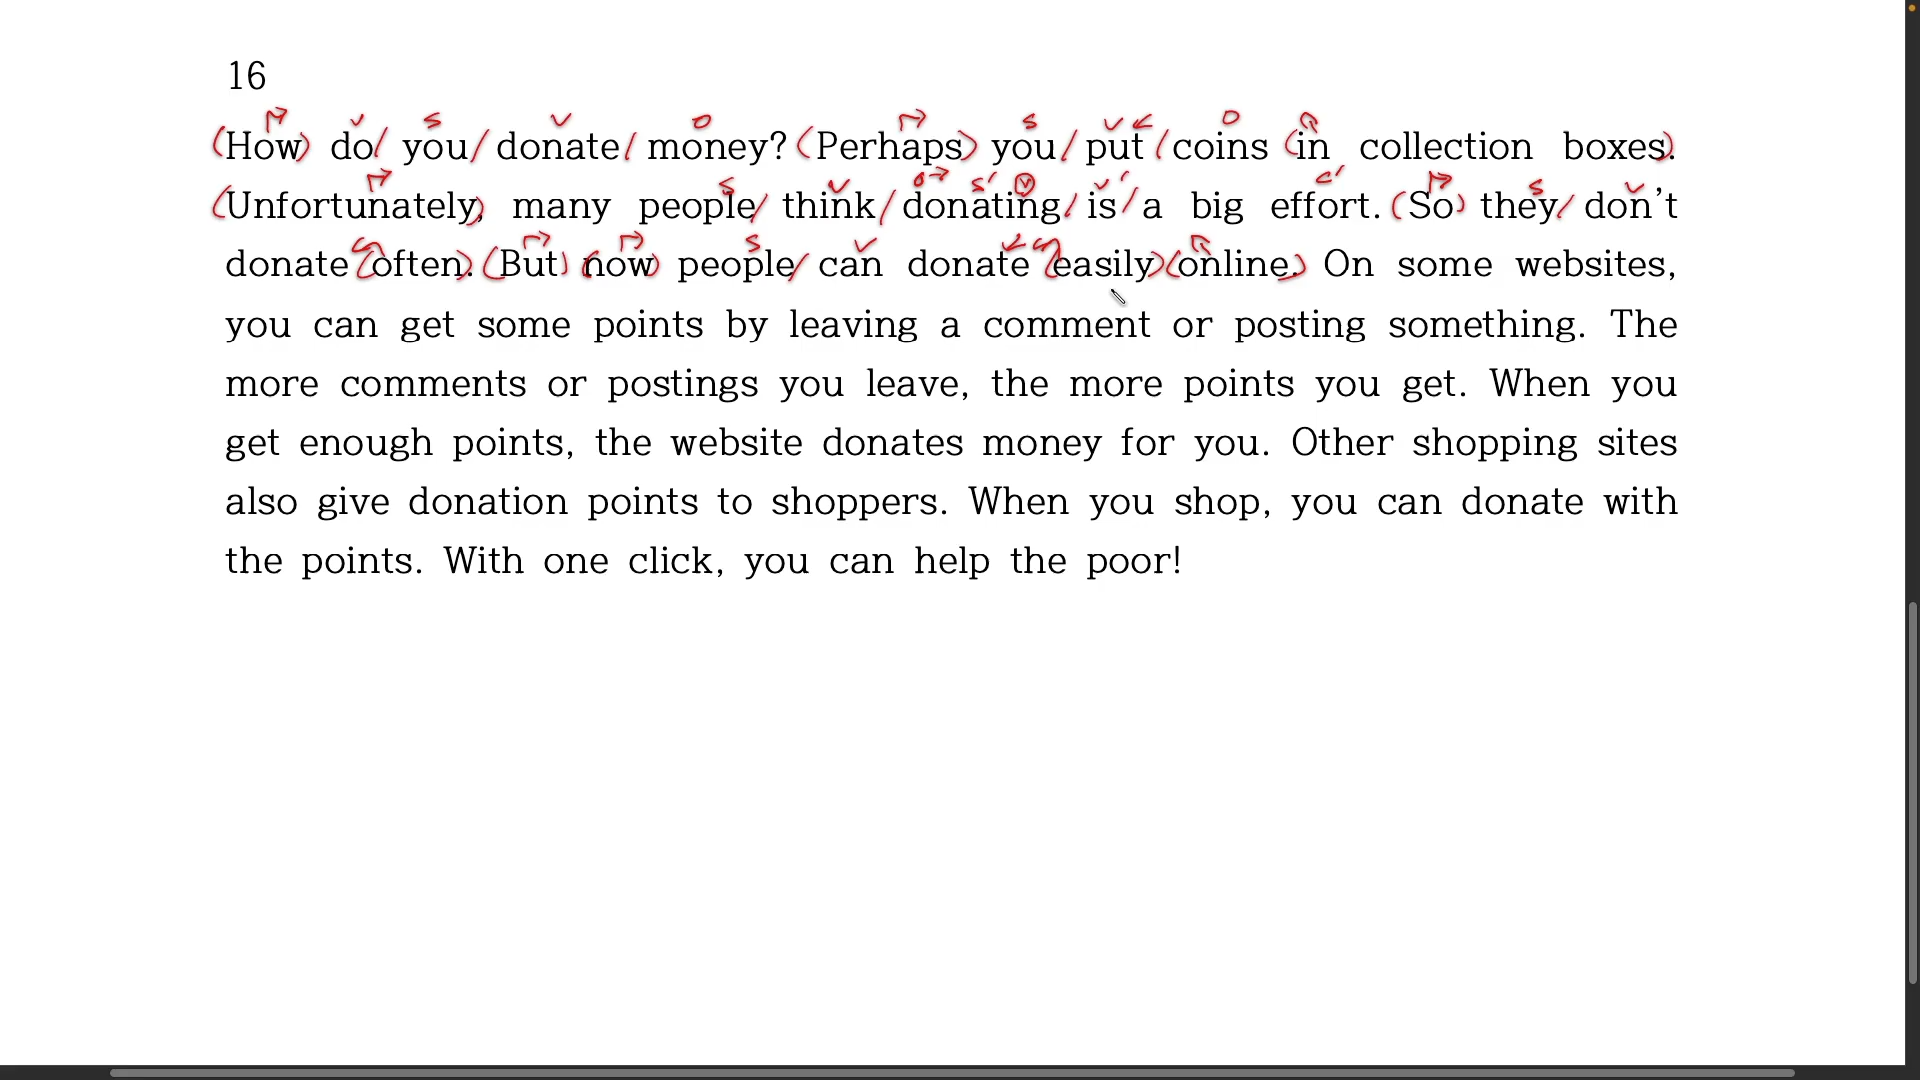 16
(How) do/ you/ donate/ money? (Perhaps) you/ put/ coins (in collection boxes).
(Unfortunately), many people/ think/ donating/ is/ a big effort. (So) they/ don't
donate (often). (But) (now) people/ can donate (easily) (online.) On some websites,
you can get some points by leaving a comment or posting something. The
more comments or postings you leave, the more points you get. When you
get enough points, the website donates money for you. Other shopping sites
also give donation points to shoppers. When you shop, you can donate with
the points. With one click, you can help the poor!